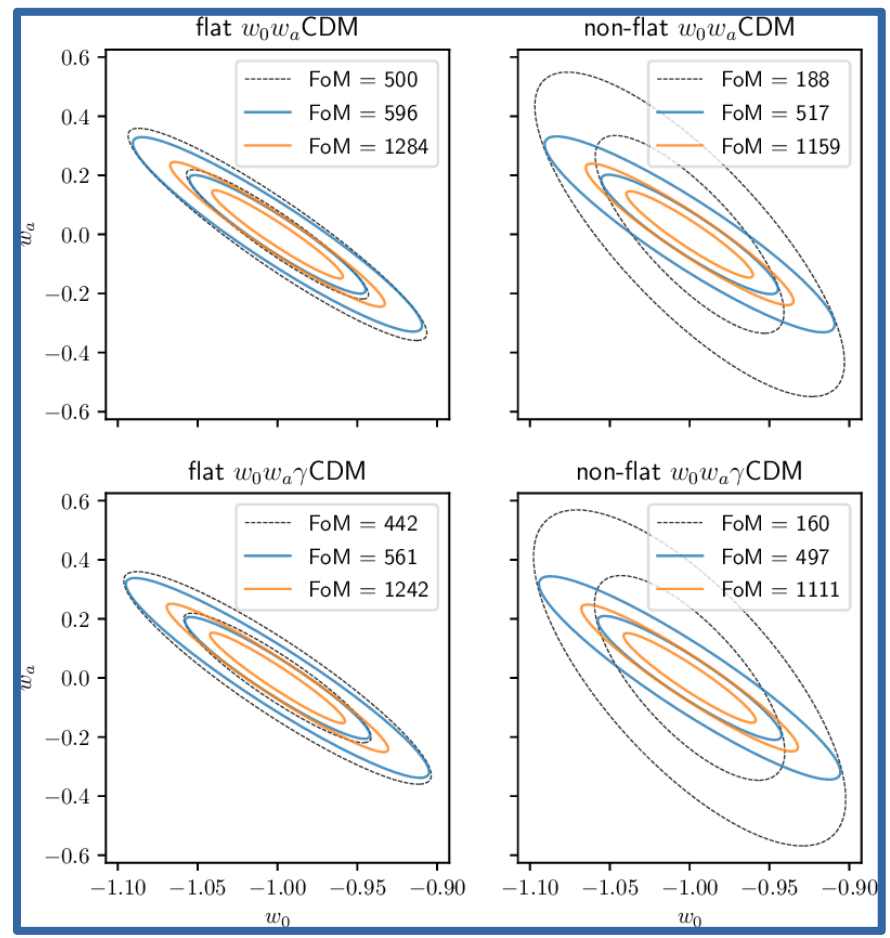 flat w₀wₐCDM
FoM = 500
FoM = 596
FoM = 1284
0.6
0.4
0.2
0.0
−0.2
−0.4
−0.6
wₐ
non-flat w₀wₐCDM
FoM = 188
FoM = 517
FoM = 1159
flat w₀wₐγCDM
FoM = 442
FoM = 561
FoM = 1242
0.6
0.4
0.2
0.0
−0.2
−0.4
−0.6
wₐ
−1.10 −1.05 −1.00 −0.95 −0.90
w₀
non-flat w₀wₐγCDM
FoM = 160
FoM = 497
FoM = 1111
−1.10 −1.05 −1.00 −0.95 −0.90
w₀